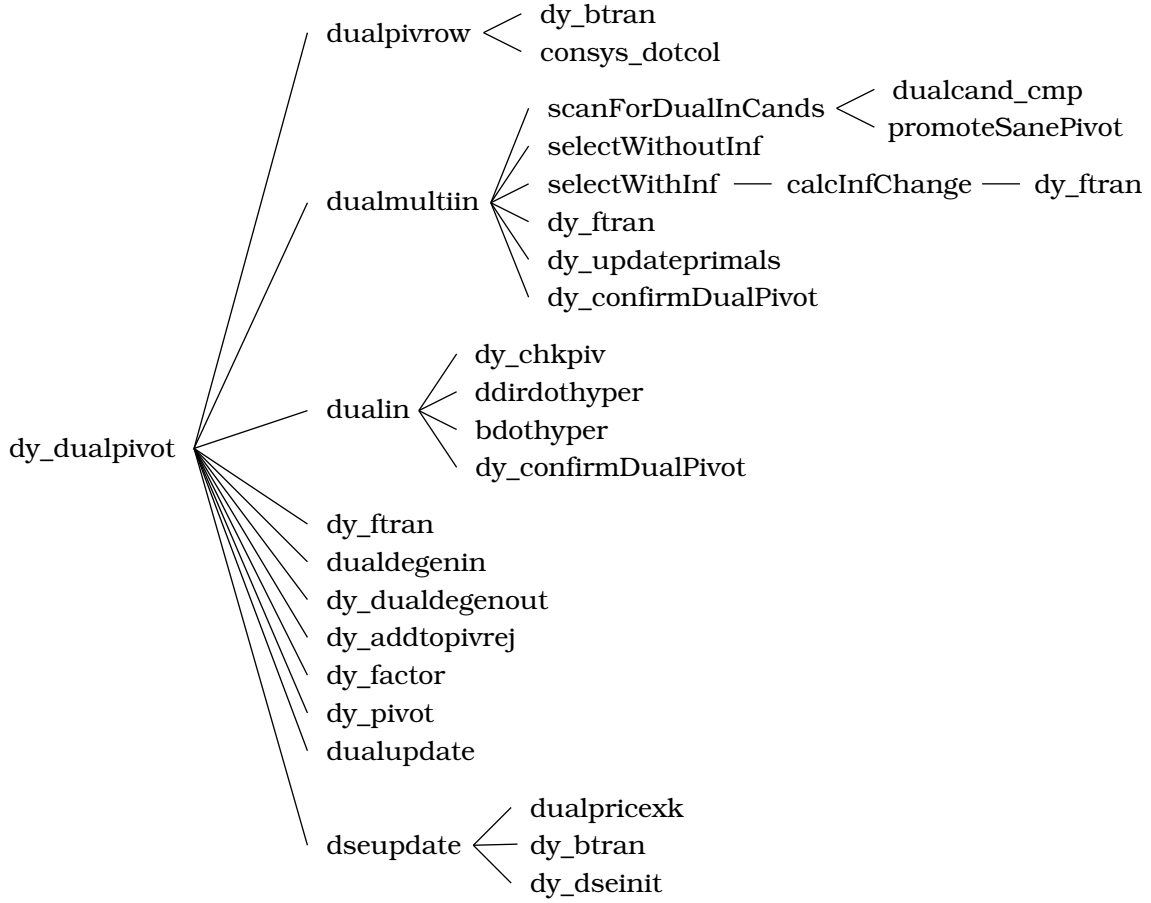 dy_dualpivot
dualpivrow
dy_btran
consys_dotcol
dualmultiin
scanForDualInCands
dualcand_cmp
promoteSanePivot
selectWithoutInf
selectWithInf
calcInfChange
dy_ftran
dy_ftran
dy_updateprimals
dy_confirmDualPivot
dualin
dy_chkpiv
ddirdothyper
bdothyper
dy_confirmDualPivot
dy_ftran
dualdegenin
dy_dualdegenout
dy_addtopivrej
dy_factor
dy_pivot
dualupdate
dseupdate
dualpricexk
dy_btran
dy_dseinit